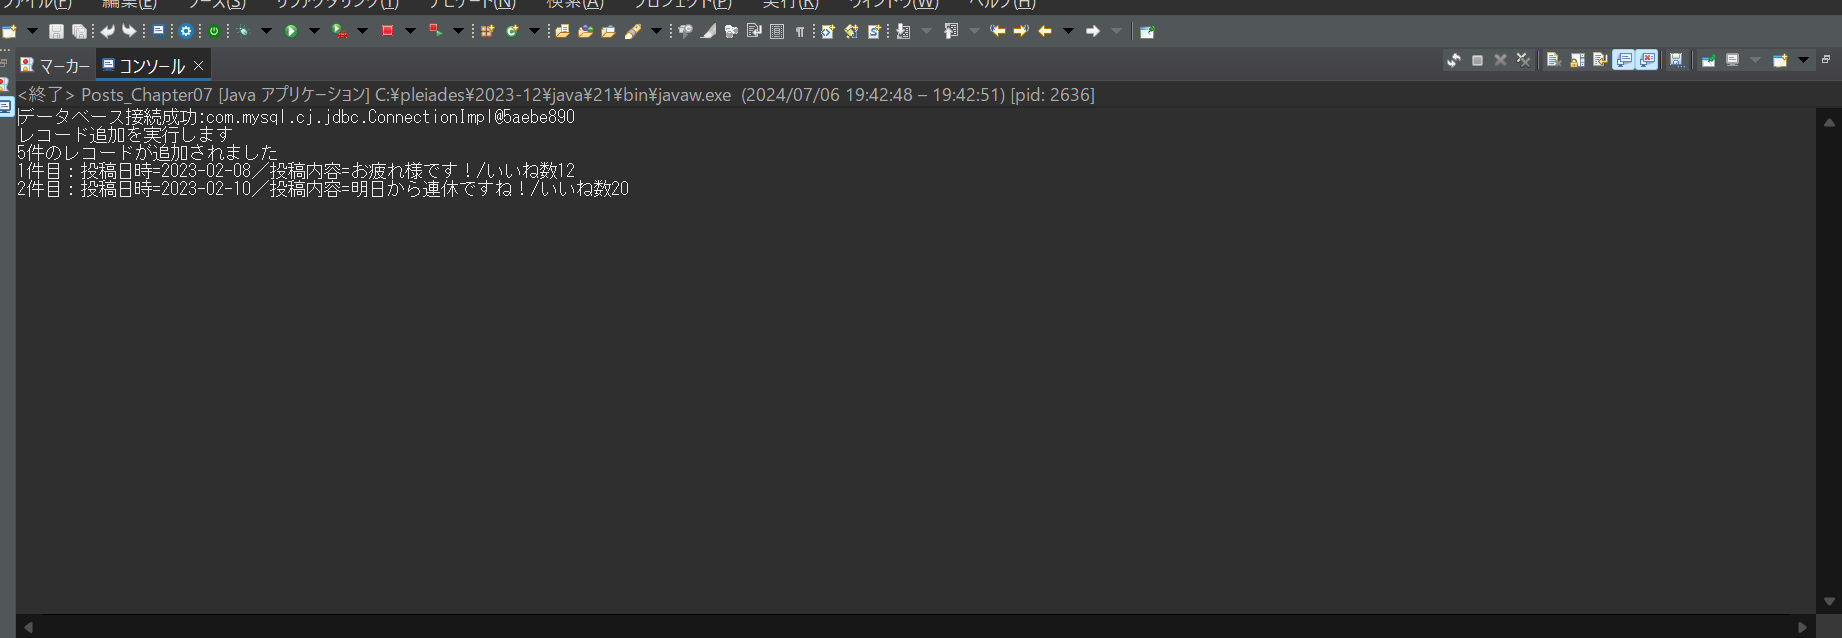 ファイル(F) 編集(E) ソース(S) リファクタリング(T) ナビゲート(N) 検索(A) プロジェクト(P) 実行(R) ウィンドウ(W) ヘルプ(H)
マーカー コンソール
<終了> Posts_Chapter07 [Java アプリケーション] C:¥pleiades¥2023-12¥java¥21¥bin¥javaw.exe (2024/07/06 19:42:48 – 19:42:51) [pid: 2636]
データベース接続成功:com.mysql.cj.jdbc.ConnectionImpl@5aebe890
レコード追加を実行します
5件のレコードが追加されました
1件目：投稿日時=2023-02-08／投稿内容=お疲れ様です！/いいね数12
2件目：投稿日時=2023-02-10／投稿内容=明日から連休ですね！/いいね数20